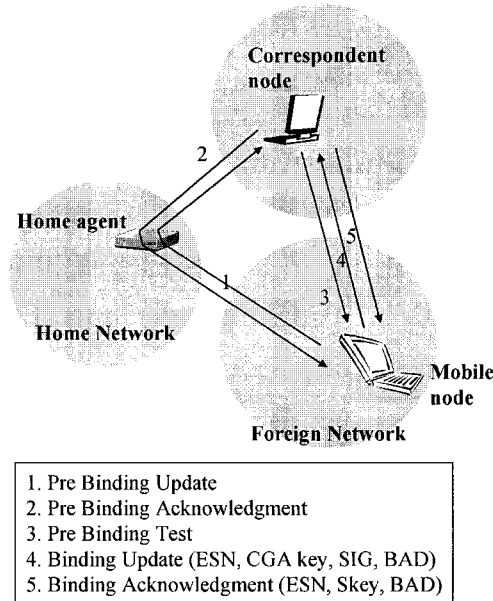 Correspondent
node
2
Home agent
1
5
4
3
Home Network
Mobile
node
Foreign Network
1. Pre Binding Update
2. Pre Binding Acknowledgment
3. Pre Binding Test
4. Binding Update (ESN, CGA key, SIG, BAD)
5. Binding Acknowledgment (ESN, Skey, BAD)